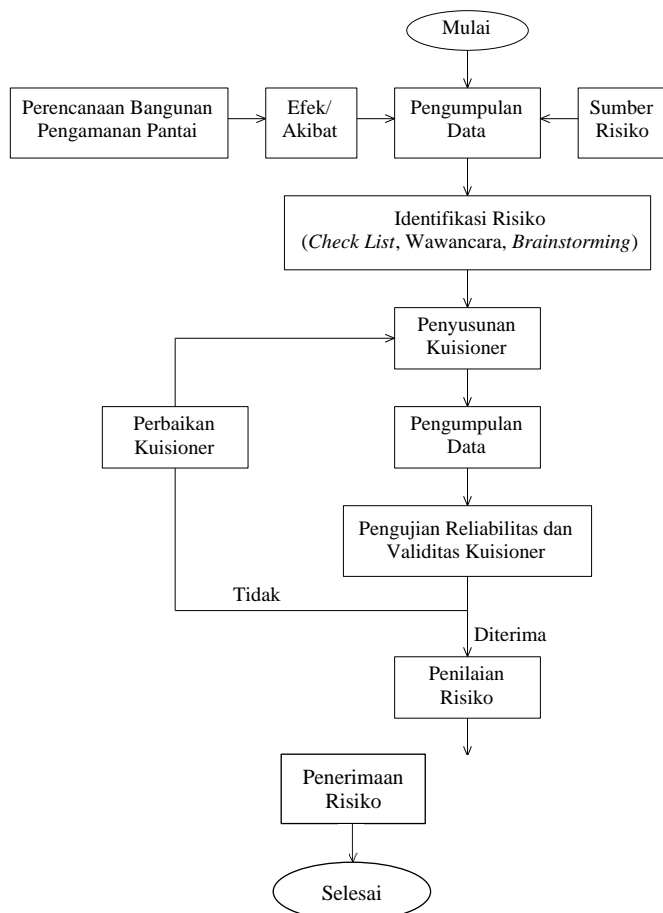 Mulai
Perencanaan Bangunan
Pengamanan Pantai
Efek/
Akibat
Pengumpulan
Data
Sumber
Risiko
Identifikasi Risiko
(Check List, Wawancara, Brainstorming)
Penyusunan
Kuisioner
Perbaikan
Kuisioner
Pengumpulan
Data
Pengujian Reliabilitas dan
Validitas Kuisioner
Tidak
Diterima
Penilaian
Risiko
Penerimaan
Risiko
Selesai